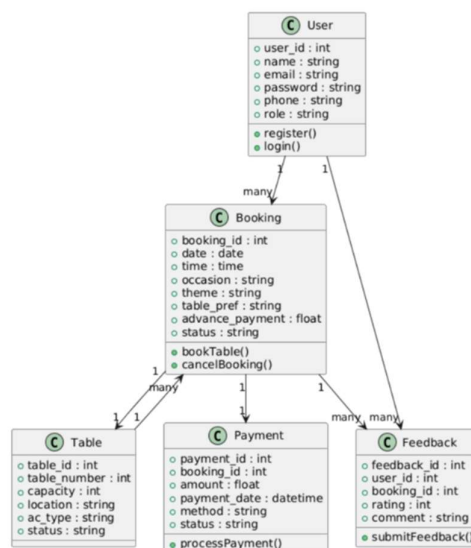 C User
user_id : int
name : string
email : string
password : string
phone : string
role : string
register()
login()
1
1
many
C Booking
booking_id : int
date : date
time : time
occasion : string
theme : string
table_pref : string
advance_payment : float
status : string
bookTable()
cancelBooking()
1
many
1
1
1
1
1
many
many
C Table
table_id : int
table_number : int
capacity : int
location : string
ac_type : string
status : string
C Payment
payment_id : int
booking_id : int
amount : float
payment_date : datetime
method : string
status : string
processPayment()
C Feedback
feedback_id : int
user_id : int
booking_id : int
rating : int
comment : string
submitFeedback()